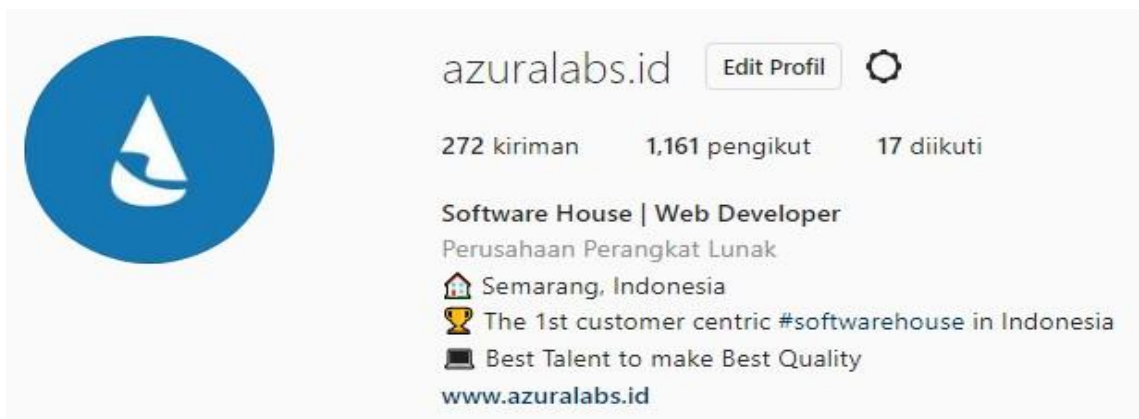 azuralabs.id Edit Profil
272 kiriman 1,161 pengikut 17 diikuti
Software House | Web Developer
Perusahaan Perangkat Lunak
🏠 Semarang, Indonesia
🏆 The 1st customer centric #softwarehouse in Indonesia
💻 Best Talent to make Best Quality
www.azuralabs.id